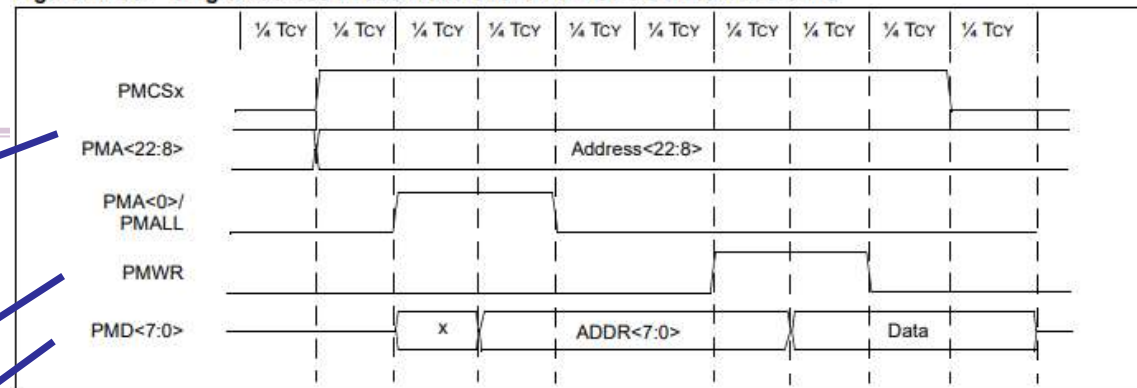 ¼ TCY ¼ TCY ¼ TCY ¼ TCY ¼ TCY ¼ TCY ¼ TCY ¼ TCY ¼ TCY ¼ TCY
PMCSx
PMA<22:8> Address<22:8>
PMA<0>/
PMALL
PMWR
PMD<7:0> x ADDR<7:0> Data